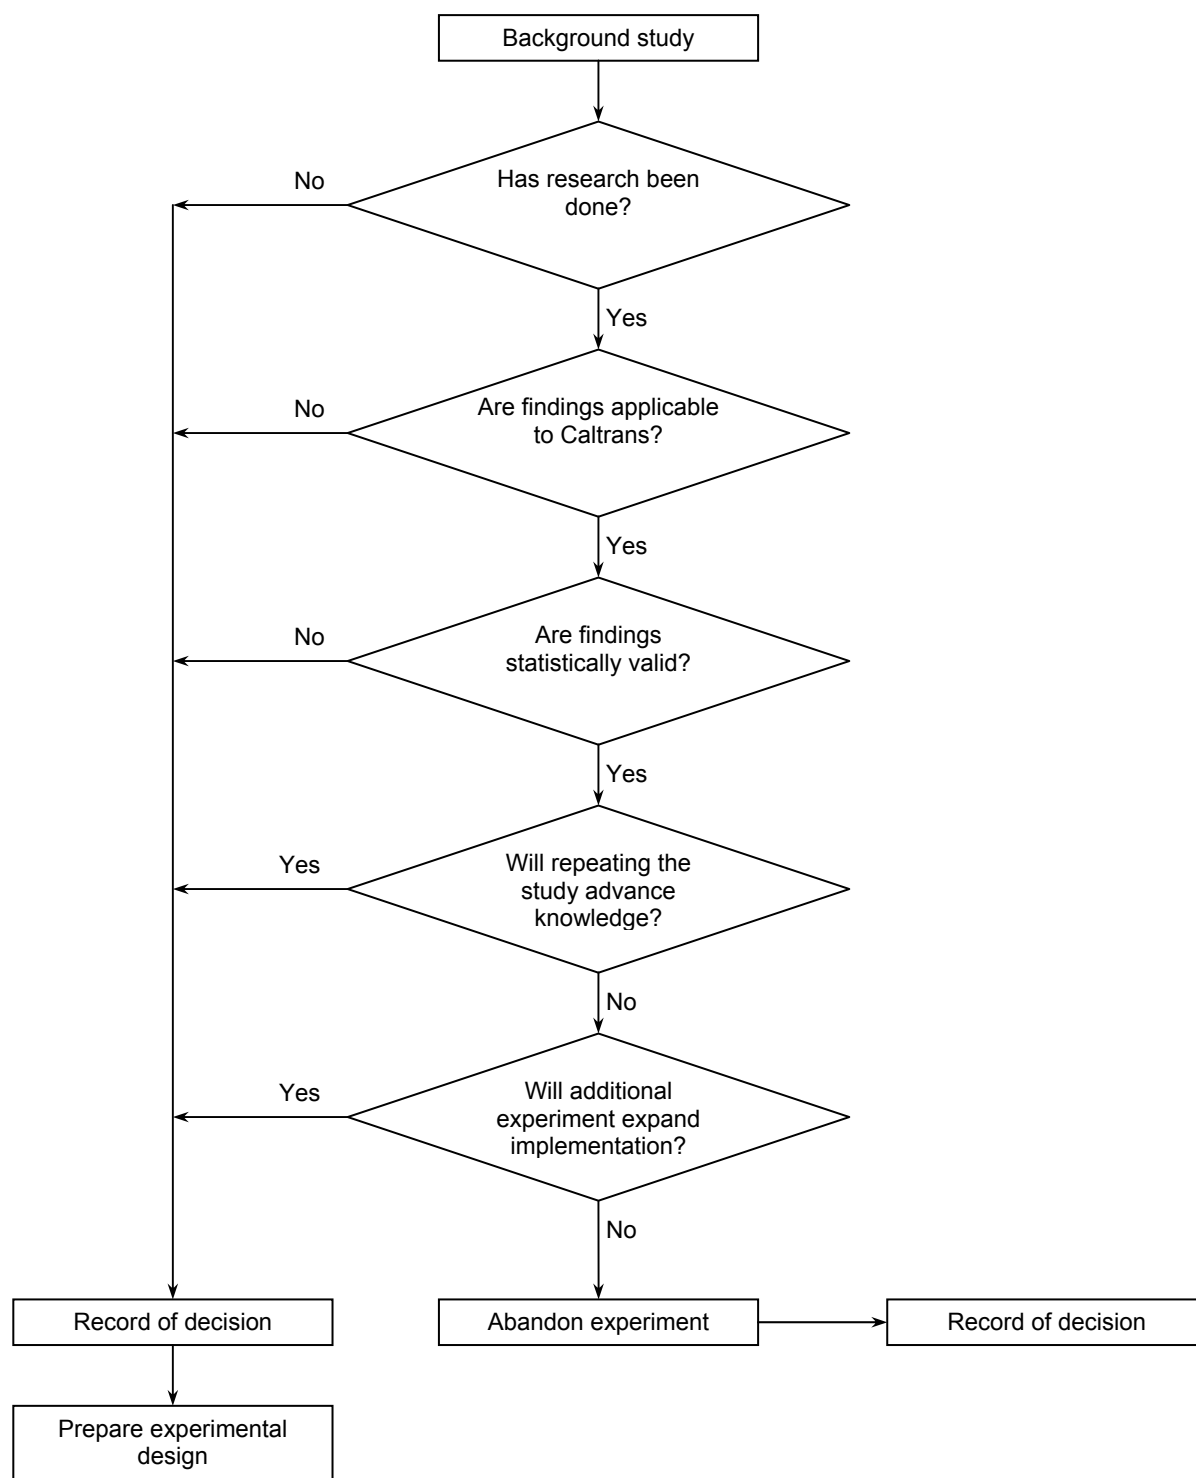 Background study
No
Has research been
done?
Yes
No
Are findings applicable
to Caltrans?
Yes
No
Are findings
statistically valid?
Yes
Yes
Will repeating the
study advance
knowledge?
No
Yes
Will additional
experiment expand
implementation?
No
Record of decision
Abandon experiment
Record of decision
Prepare experimental
design